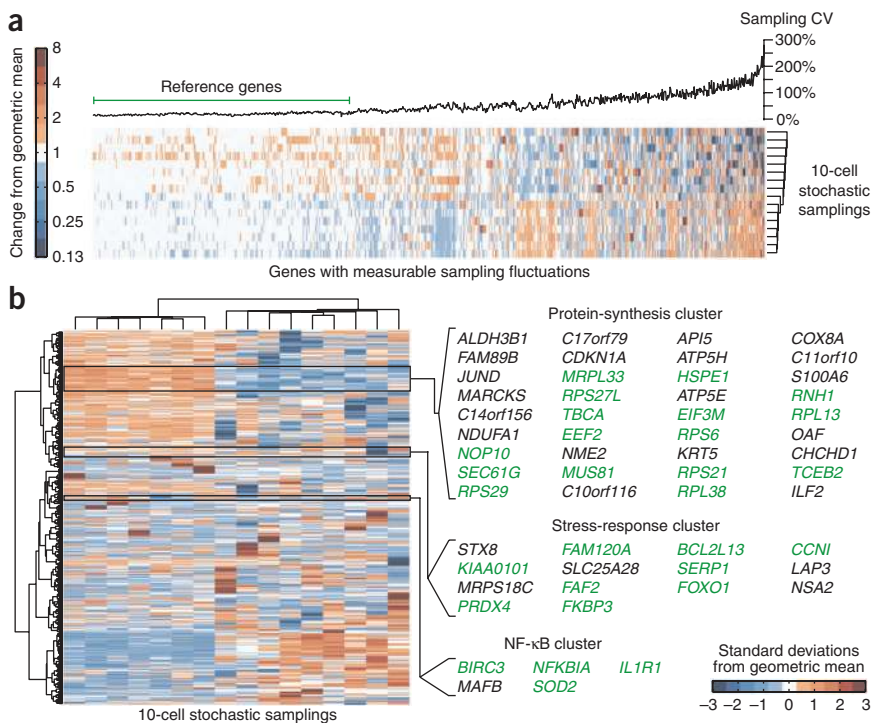 a
Sampling CV
300%
200%
100%
0%
Reference genes
Change from geometric mean
8
4
2
1
0.5
0.25
0.13
10-cell
stochastic
samplings
Genes with measurable sampling fluctuations
b
Protein-synthesis cluster
ALDH3B1 C17orf79 API5 COX8A
FAM89B CDKN1A ATP5H C11orf10
JUND MRPL33 HSPE1 S100A6
MARCKS RPS27L ATP5E RNH1
C14orf156 TBCA EIF3M RPL13
NDUFA1 EEF2 RPS6 OAF
NOP10 NME2 KRT5 CHCHD1
SEC61G MUS81 RPS21 TCEB2
RPS29 C10orf116 RPL38 ILF2
Stress-response cluster
STX8 FAM120A BCL2L13 CCNI
KIAA0101 SLC25A28 SERP1 LAP3
MRPS18C FAF2 FOXO1 NSA2
PRDX4 FKBP3
NF-κB cluster
BIRC3 NFKBIA IL1R1
MAFB SOD2
Standard deviations
from geometric mean
−3 −2 −1 0 1 2 3
10-cell stochastic samplings